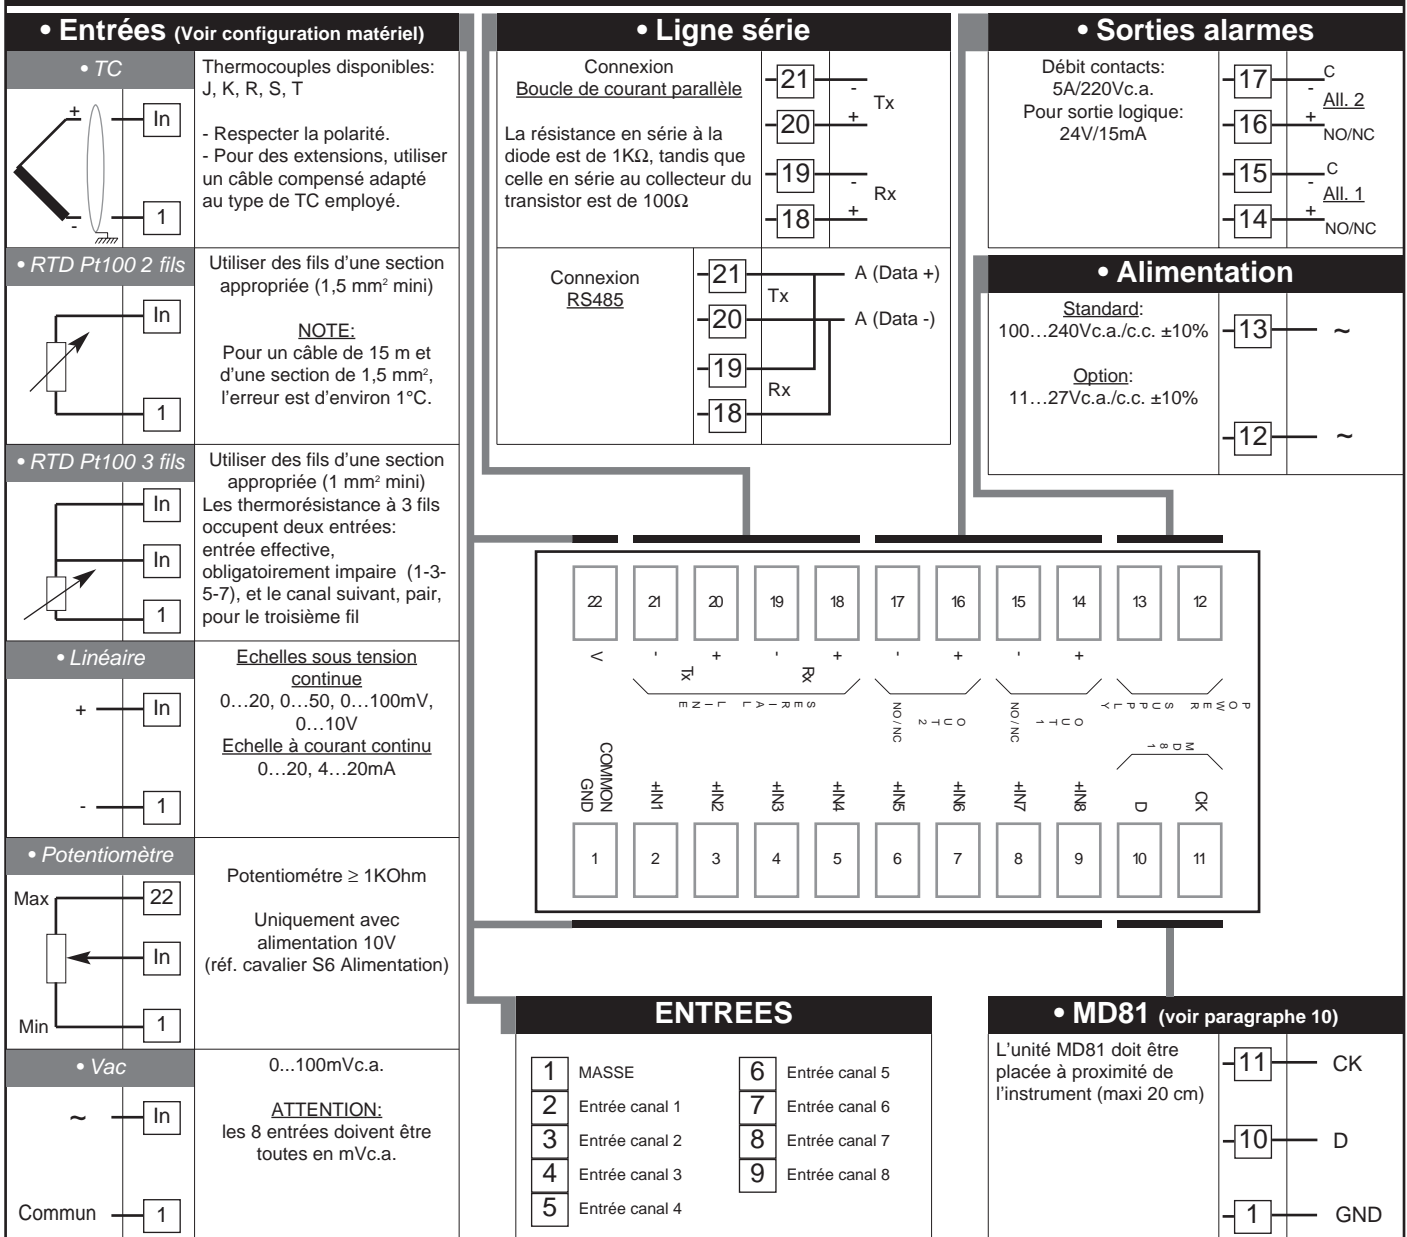 • Entrées (Voir configuration matériel)
• TC
+
-
In
1
Thermocouples disponibles:
J, K, R, S, T
- Respecter la polarité.
- Pour des extensions, utiliser
un câble compensé adapté
au type de TC employé.
• RTD Pt100 2 fils
In
1
Utiliser des fils d'une section
appropriée (1,5 mm² mini)
NOTE:
Pour un câble de 15 m et
d'une section de 1,5 mm²,
l'erreur est d'environ 1°C.
• RTD Pt100 3 fils
In
In
1
Utiliser des fils d'une section
appropriée (1 mm² mini)
Les thermorésistance à 3 fils
occupent deux entrées:
entrée effective,
obligatoirement impaire (1-3-
5-7), et le canal suivant, pair,
pour le troisième fil
• Linéaire
+ In
- 1
Echelles sous tension
continue
0…20, 0…50, 0…100mV,
0…10V
Echelle à courant continu
0…20, 4…20mA
• Potentiomètre
Max 22
In
Min 1
Potentiométre ≥ 1KOhm
Uniquement avec
alimentation 10V
(réf. cavalier S6 Alimentation)
• Vac
~ In
Commun 1
0...100mVc.a.
ATTENTION:
les 8 entrées doivent être
toutes en mVc.a.
• Ligne série
Connexion
Boucle de courant parallèle
La résistance en série à la
diode est de 1KΩ, tandis que
celle en série au collecteur du
transistor est de 100Ω
21 -
Tx
20 +
19 -
Rx
18 +
Connexion
RS485
21 A (Data +)
Tx
20 A (Data -)
19
Rx
18
• Sorties alarmes
Débit contacts:
5A/220Vc.a.
Pour sortie logique:
24V/15mA
17 - C
All. 2
16 + NO/NC
15 - C
All. 1
14 + NO/NC
• Alimentation
Standard:
100…240Vc.a./c.c. ±10%
Option:
11…27Vc.a./c.c. ±10%
13 ~
12 ~
22 21 20 19 18 17 16 15 14 13 12
V - + - + - + - +
Tx Rx
SERIAL LINE
NO/NC OUT 2
NO/NC OUT 1
POWER SUPPLY
MD81
COMMON GND
+IN1 +IN2 +IN3 +IN4 +IN5 +IN6 +IN7 +IN8 D CK
1 2 3 4 5 6 7 8 9 10 11
ENTREES
1 MASSE
2 Entrée canal 1
3 Entrée canal 2
4 Entrée canal 3
5 Entrée canal 4
6 Entrée canal 5
7 Entrée canal 6
8 Entrée canal 7
9 Entrée canal 8
• MD81 (voir paragraphe 10)
L'unité MD81 doit être
placée à proximité de
l'instrument (maxi 20 cm)
11 CK
10 D
1 GND